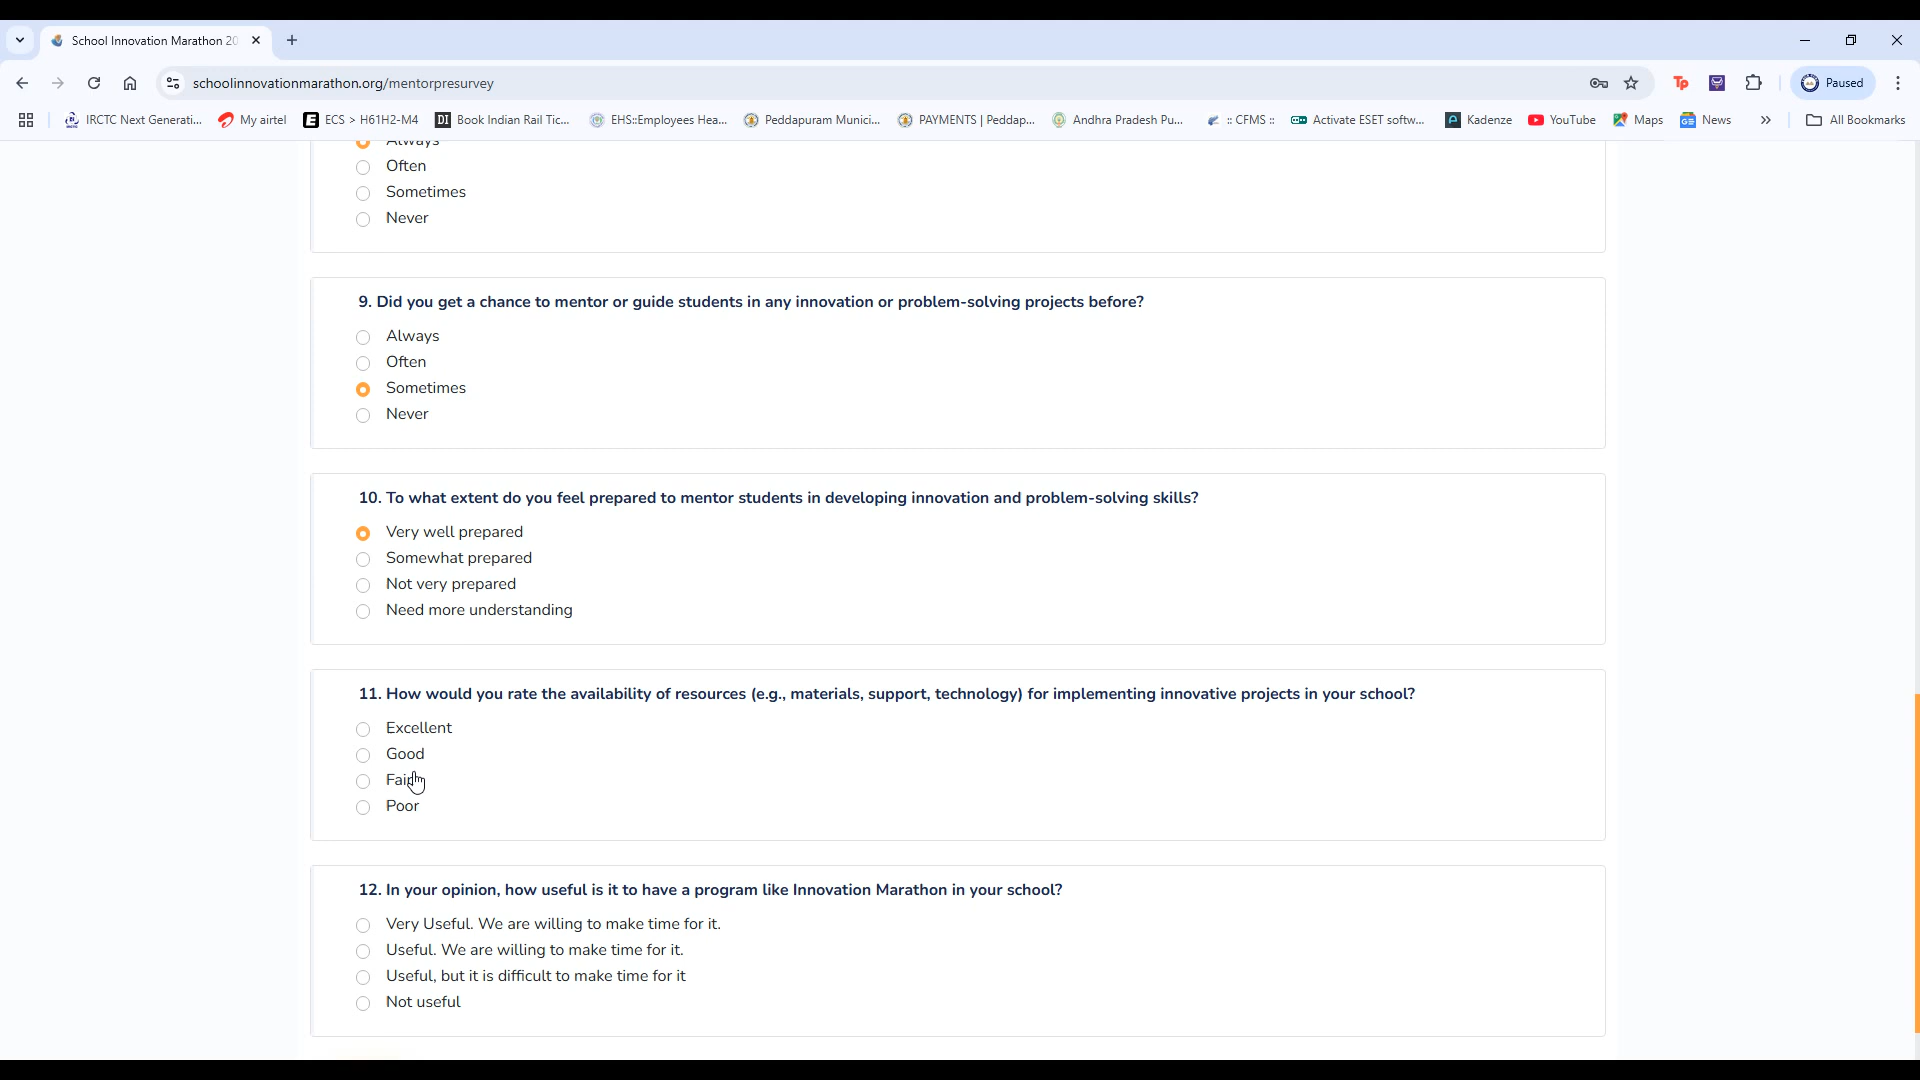 School Innovation Marathon 20
schoolinnovationmarathon.org/mentorpresurvey
Paused
IRCTC Next Generati... My airtel ECS > H61H2-M4 Book Indian Rail Tic... EHS::Employees Hea... Peddapuram Munici... PAYMENTS | Peddap... Andhra Pradesh Pu... :: CFMS :: Activate ESET softw... Kadenze YouTube Maps News » All Bookmarks
Always
Often
Sometimes
Never
9. Did you get a chance to mentor or guide students in any innovation or problem-solving projects before?
Always
Often
Sometimes
Never
10. To what extent do you feel prepared to mentor students in developing innovation and problem-solving skills?
Very well prepared
Somewhat prepared
Not very prepared
Need more understanding
11. How would you rate the availability of resources (e.g., materials, support, technology) for implementing innovative projects in your school?
Excellent
Good
Fair
Poor
12. In your opinion, how useful is it to have a program like Innovation Marathon in your school?
Very Useful. We are willing to make time for it.
Useful. We are willing to make time for it.
Useful, but it is difficult to make time for it
Not useful